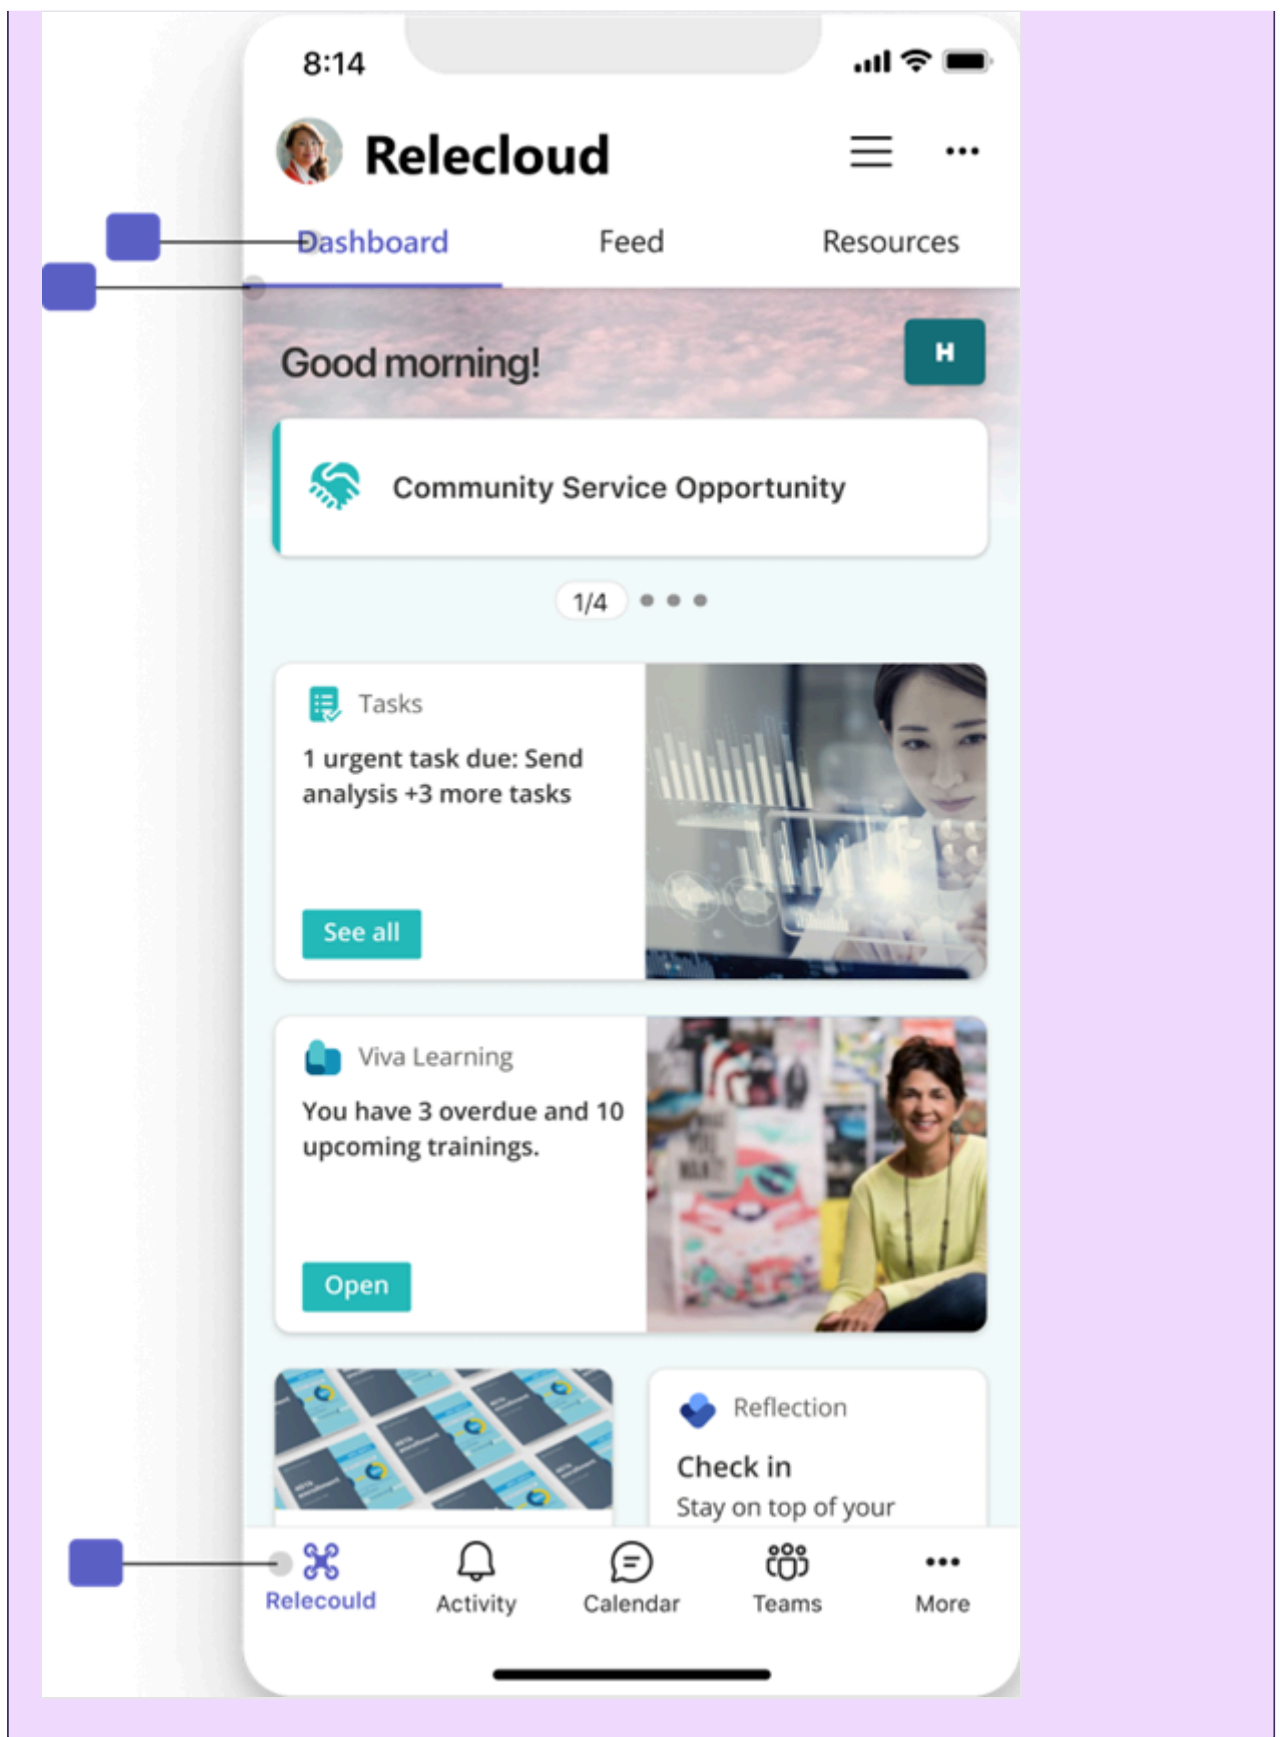 8:14
Relecloud
Dashboard Feed Resources
Good morning!
H
Community Service Opportunity
1/4
Tasks
1 urgent task due: Send
analysis +3 more tasks
See all
Viva Learning
You have 3 overdue and 10
upcoming trainings.
Open
Reflection
Check in
Stay on top of your
Relecould Activity Calendar Teams More